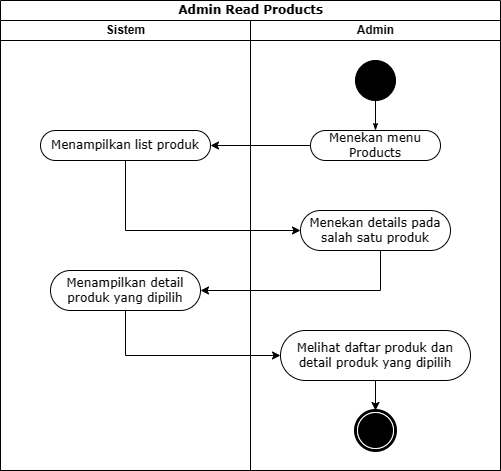 Admin Read Products
Sistem
Admin
Menekan menu
Products
Menampilkan list produk
Menekan details pada
salah satu produk
Menampilkan detail
produk yang dipilih
Melihat daftar produk dan
detail produk yang dipilih